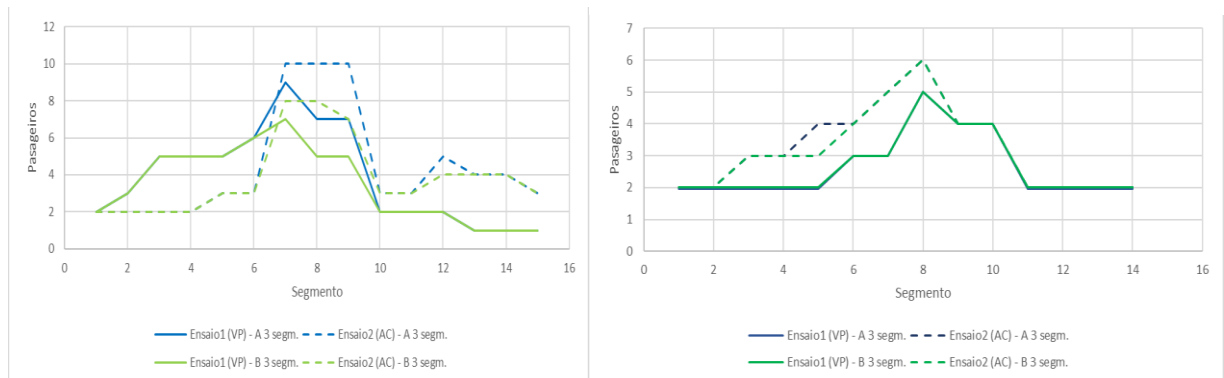 12
10
8
6
4
2
0
Pasageiros
0 2 4 6 8 10 12 14 16
Segmento
Ensaio1 (VP) - A 3 segm. Ensaio2 (AC) - A 3 segm.
Ensaio1 (VP) - B 3 segm. Ensaio2 (AC) - B 3 segm.
7
6
5
4
3
2
1
0
Pasageiros
0 2 4 6 8 10 12 14 16
Segmento
Ensaio1 (VP) - A 3 segm. Ensaio2 (AC) - A 3 segm.
Ensaio1 (VP) - B 3 segm. Ensaio2 (AC) - B 3 segm.